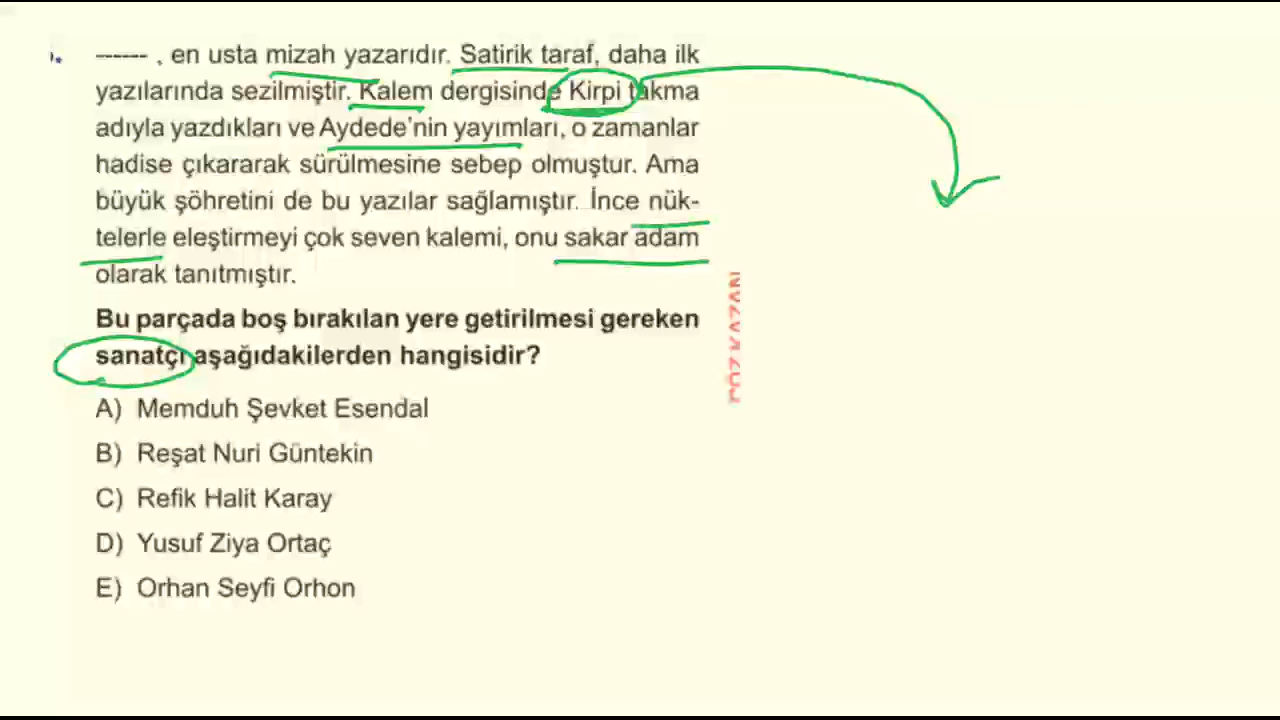 ------ , en usta mizah yazarıdır. Satirik taraf, daha ilk
yazılarında sezilmiştir. Kalem dergisinde Kirpi takma
adıyla yazdıkları ve Aydede’nin yayımları, o zamanlar
hadise çıkararak sürülmesine sebep olmuştur. Ama
büyük şöhretini de bu yazılar sağlamıştır. İnce nük-
telerle eleştirmeyi çok seven kalemi, onu sakar adam
olarak tanıtmıştır.
Bu parçada boş bırakılan yere getirilmesi gereken
sanatçı aşağıdakilerden hangisidir?
A) Memduh Şevket Esendal
B) Reşat Nuri Güntekin
C) Refik Halit Karay
D) Yusuf Ziya Ortaç
E) Orhan Seyfi Orhon